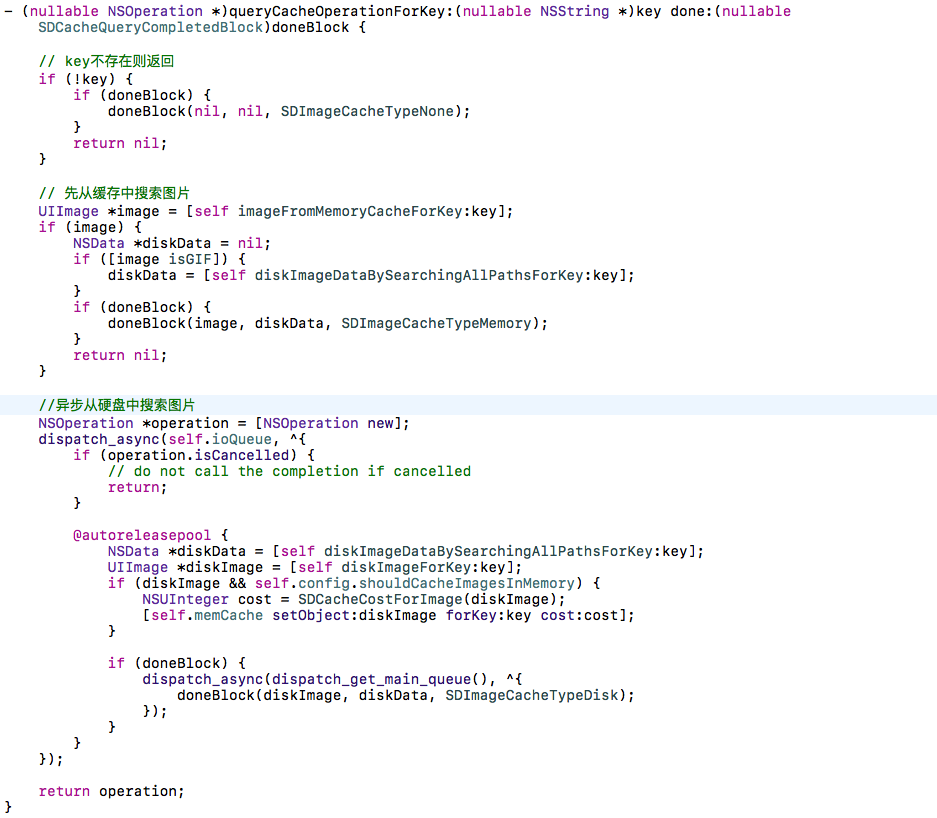 - (nullable NSOperation *)queryCacheOperationForKey:(nullable NSString *)key done:(nullable
    SDCacheQueryCompletedBlock)doneBlock {

    // key不存在则返回
    if (!key) {
        if (doneBlock) {
            doneBlock(nil, nil, SDImageCacheTypeNone);
        }
        return nil;
    }

    // 先从缓存中搜索图片
    UIImage *image = [self imageFromMemoryCacheForKey:key];
    if (image) {
        NSData *diskData = nil;
        if ([image isGIF]) {
            diskData = [self diskImageDataBySearchingAllPathsForKey:key];
        }
        if (doneBlock) {
            doneBlock(image, diskData, SDImageCacheTypeMemory);
        }
        return nil;
    }

    //异步从硬盘中搜索图片
    NSOperation *operation = [NSOperation new];
    dispatch_async(self.ioQueue, ^{
        if (operation.isCancelled) {
            // do not call the completion if cancelled
            return;
        }

        @autoreleasepool {
            NSData *diskData = [self diskImageDataBySearchingAllPathsForKey:key];
            UIImage *diskImage = [self diskImageForKey:key];
            if (diskImage && self.config.shouldCacheImagesInMemory) {
                NSUInteger cost = SDCacheCostForImage(diskImage);
                [self.memCache setObject:diskImage forKey:key cost:cost];
            }

            if (doneBlock) {
                dispatch_async(dispatch_get_main_queue(), ^{
                    doneBlock(diskImage, diskData, SDImageCacheTypeDisk);
                });
            }
        }
    });

    return operation;
}